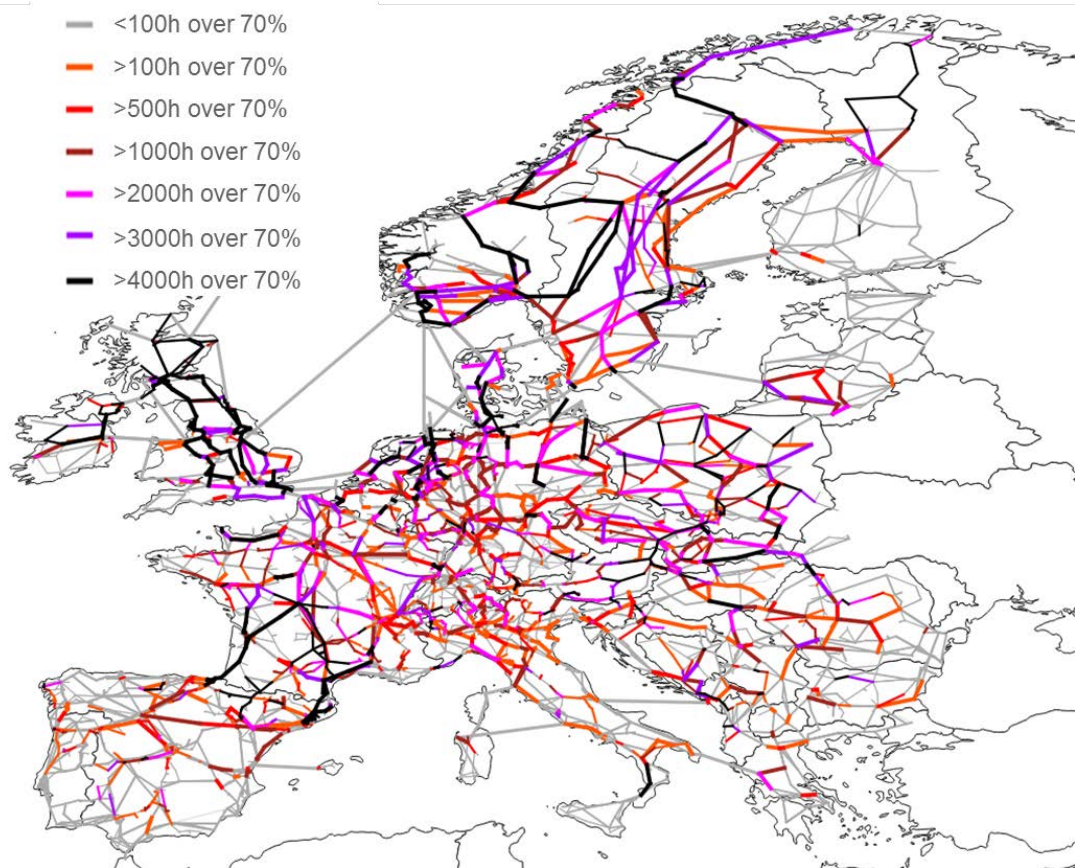 <100h over 70%
>100h over 70%
>500h over 70%
>1000h over 70%
>2000h over 70%
>3000h over 70%
>4000h over 70%